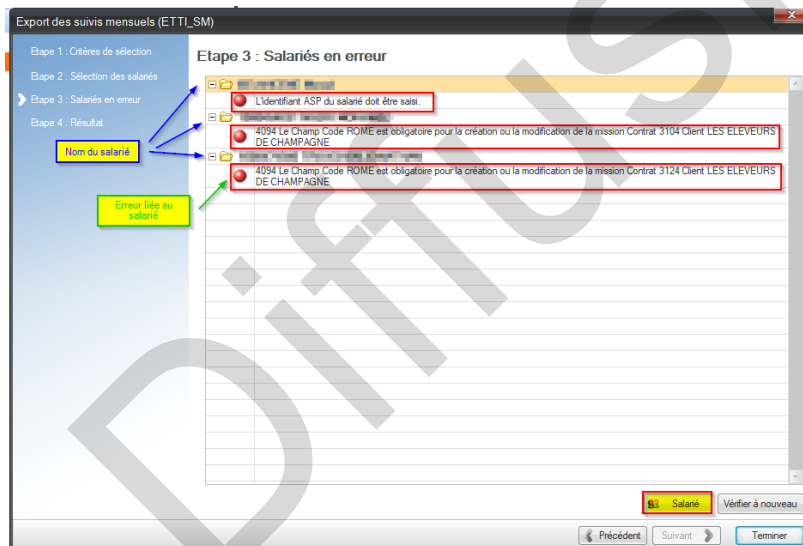 Export des suivis mensuels (ETTI_SM)
Etape 1 : Critères de sélection
Etape 2 : Sélection des salariés
Etape 3 : Salariés en erreur
Etape 4 : Résultat
Etape 3 : Salariés en erreur
L'identifiant ASP du salarié doit être saisi.
4094 Le Champ Code ROME est obligatoire pour la création ou la modification de la mission Contrat 3104 Client LES ELEVEURS
DE CHAMPAGNE
4094 Le Champ Code ROME est obligatoire pour la création ou la modification de la mission Contrat 3124 Client LES ELEVEURS
DE CHAMPAGNE
Nom du salarié
Erreur liée au
salarié
Salarié
Vérifier à nouveau
Précédent
Suivant
Terminer
Diffus